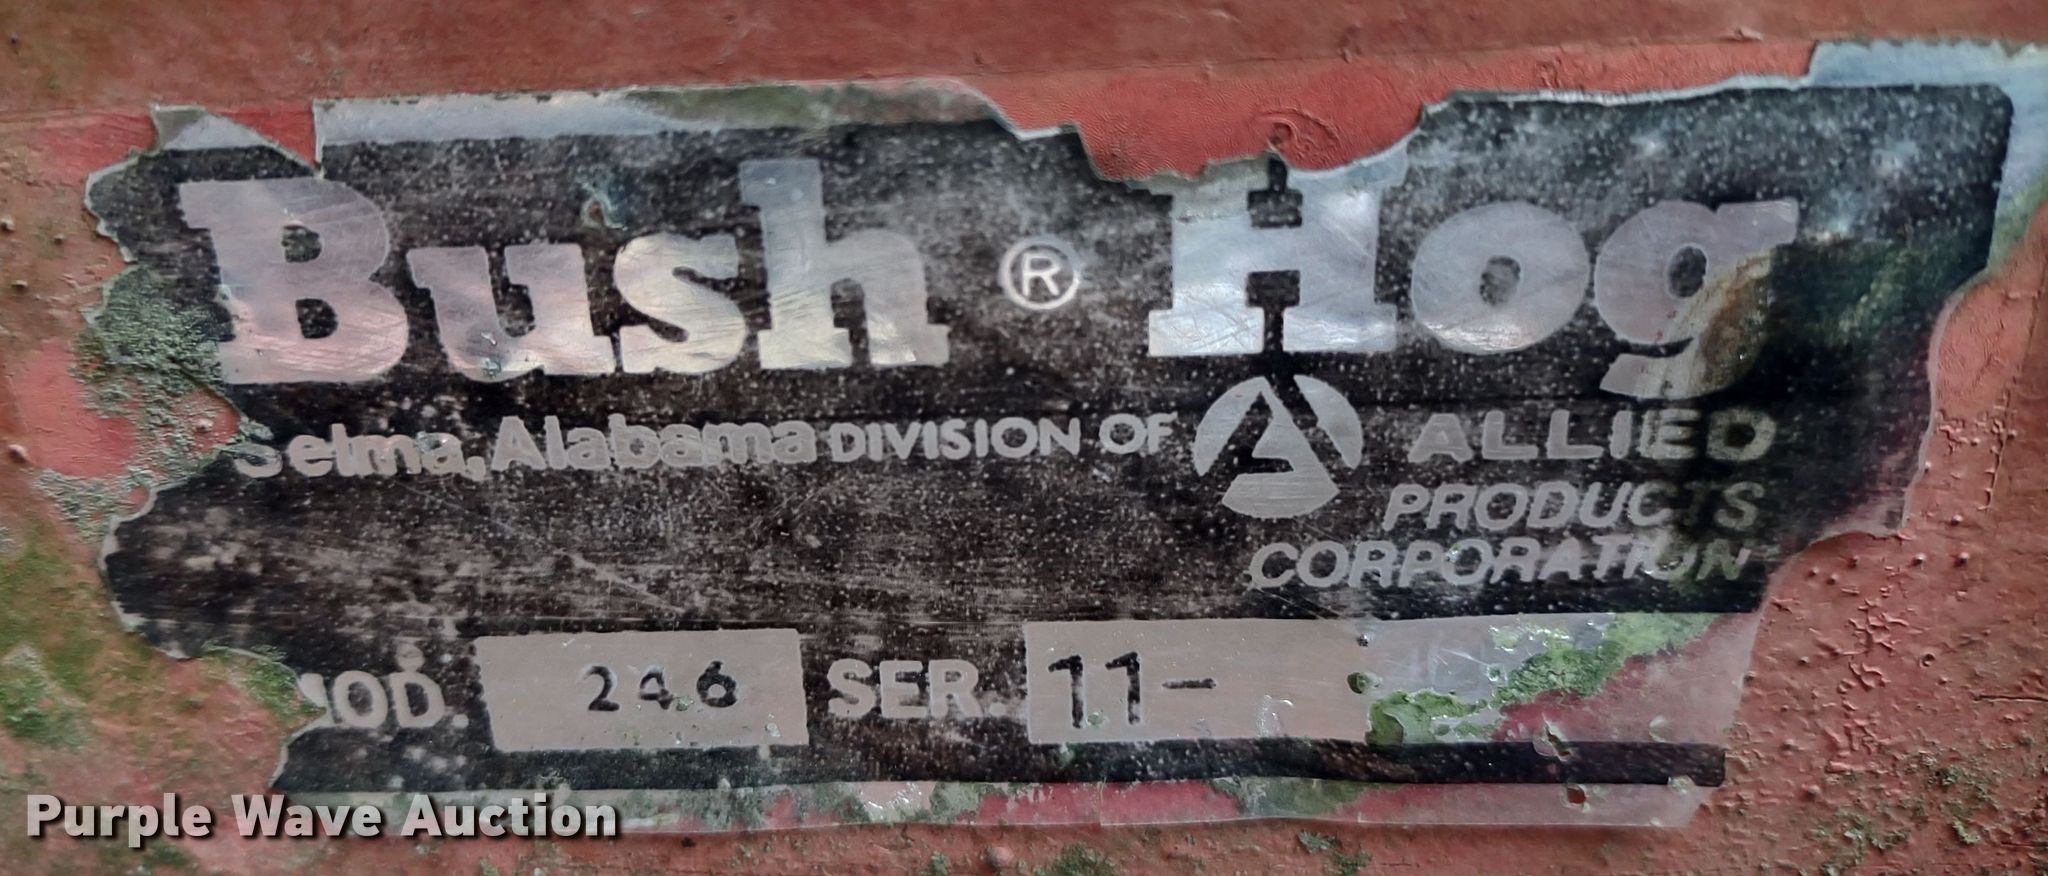 Bush ® Hog
Selma, Alabama DIVISION OF ALLIED
PRODUCTS
CORPORATION
MOD. 246 SER. 11-
Purple Wave Auction